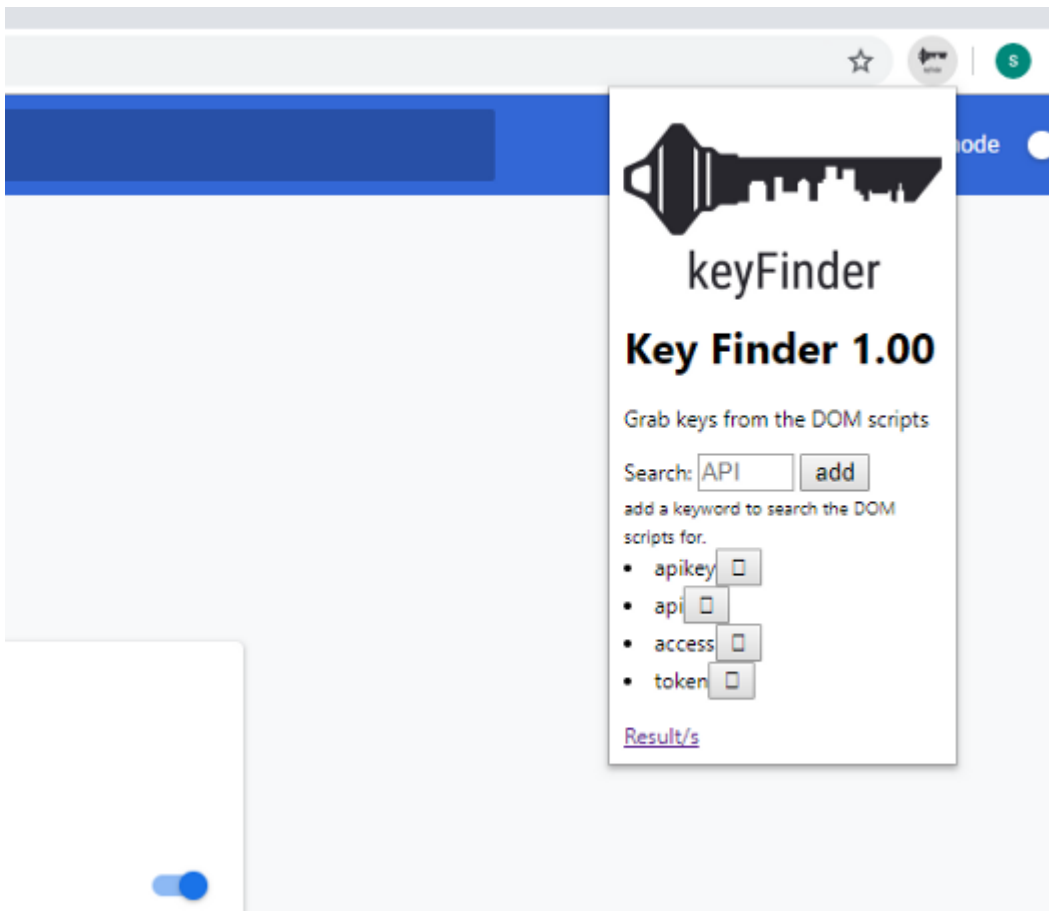 S
ode
keyFinder
Key Finder 1.00
Grab keys from the DOM scripts
Search: API add
add a keyword to search the DOM
scripts for.
apikey
api
access
token
Result/s